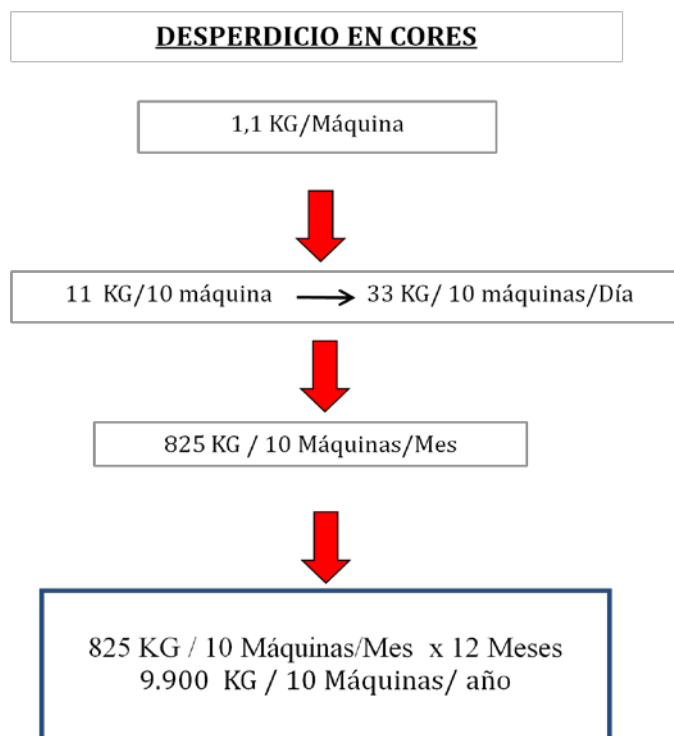 DESPERDICIO EN CORES
1,1 KG/Máquina
11 KG/10 máquina → 33 KG/ 10 máquinas/Día
825 KG / 10 Máquinas/Mes
825 KG / 10 Máquinas/Mes x 12 Meses
9.900 KG / 10 Máquinas/ año